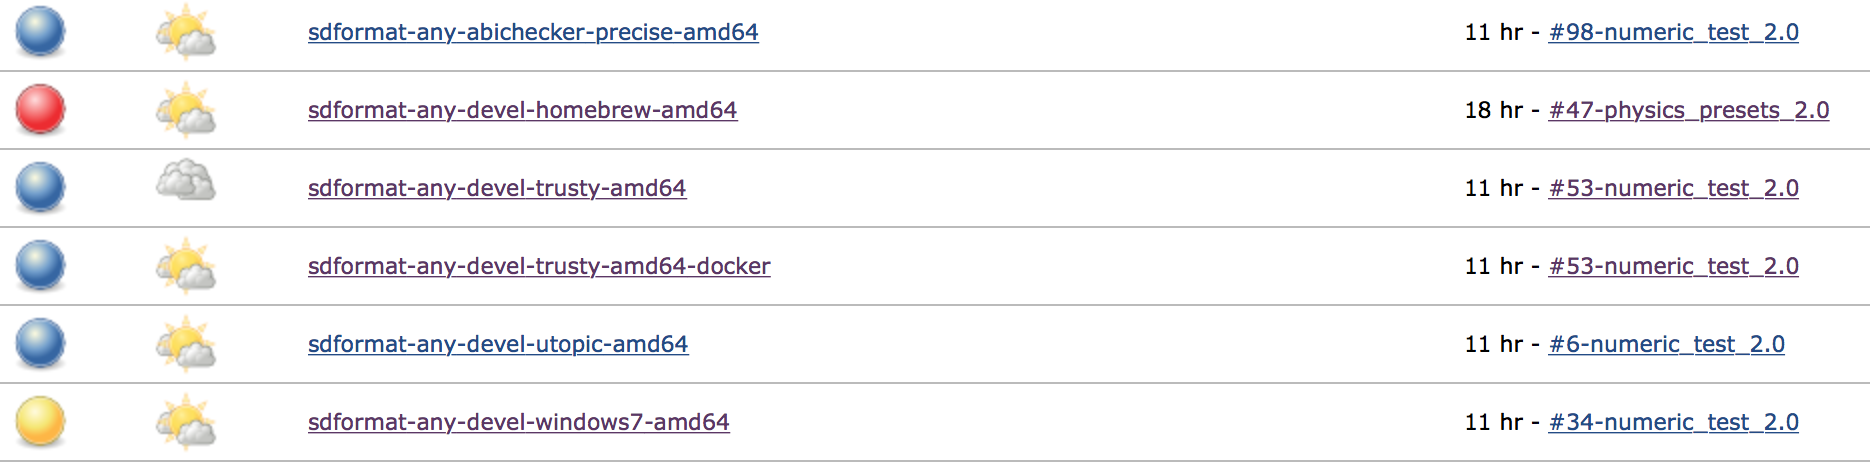 sdformat-any-abichecker-precise-amd64 11 hr - #98-numeric_test_2.0
sdformat-any-devel-homebrew-amd64 18 hr - #47-physics_presets_2.0
sdformat-any-devel-trusty-amd64 11 hr - #53-numeric_test_2.0
sdformat-any-devel-trusty-amd64-docker 11 hr - #53-numeric_test_2.0
sdformat-any-devel-utopic-amd64 11 hr - #6-numeric_test_2.0
sdformat-any-devel-windows7-amd64 11 hr - #34-numeric_test_2.0